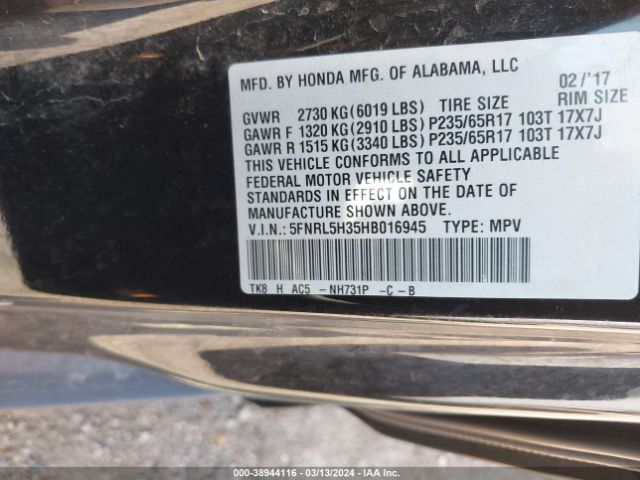 MFD. BY HONDA MFG. OF ALABAMA, LLC 02/'17
GVWR 2730 KG(6019 LBS) TIRE SIZE RIM SIZE
GAWR F 1320 KG(2910 LBS) P235/65R17 103T 17X7J
GAWR R 1515 KG(3340 LBS) P235/65R17 103T 17X7J
THIS VEHICLE CONFORMS TO ALL APPLICABLE
FEDERAL MOTOR VEHICLE SAFETY
STANDARDS IN EFFECT ON THE DATE OF
MANUFACTURE SHOWN ABOVE.
V.I.N.: 5FNRL5H35HB016945 TYPE: MPV
TK8 H AC5 -NH731P -C-B
000-38944116 - 03/13/2024 - IAA Inc.